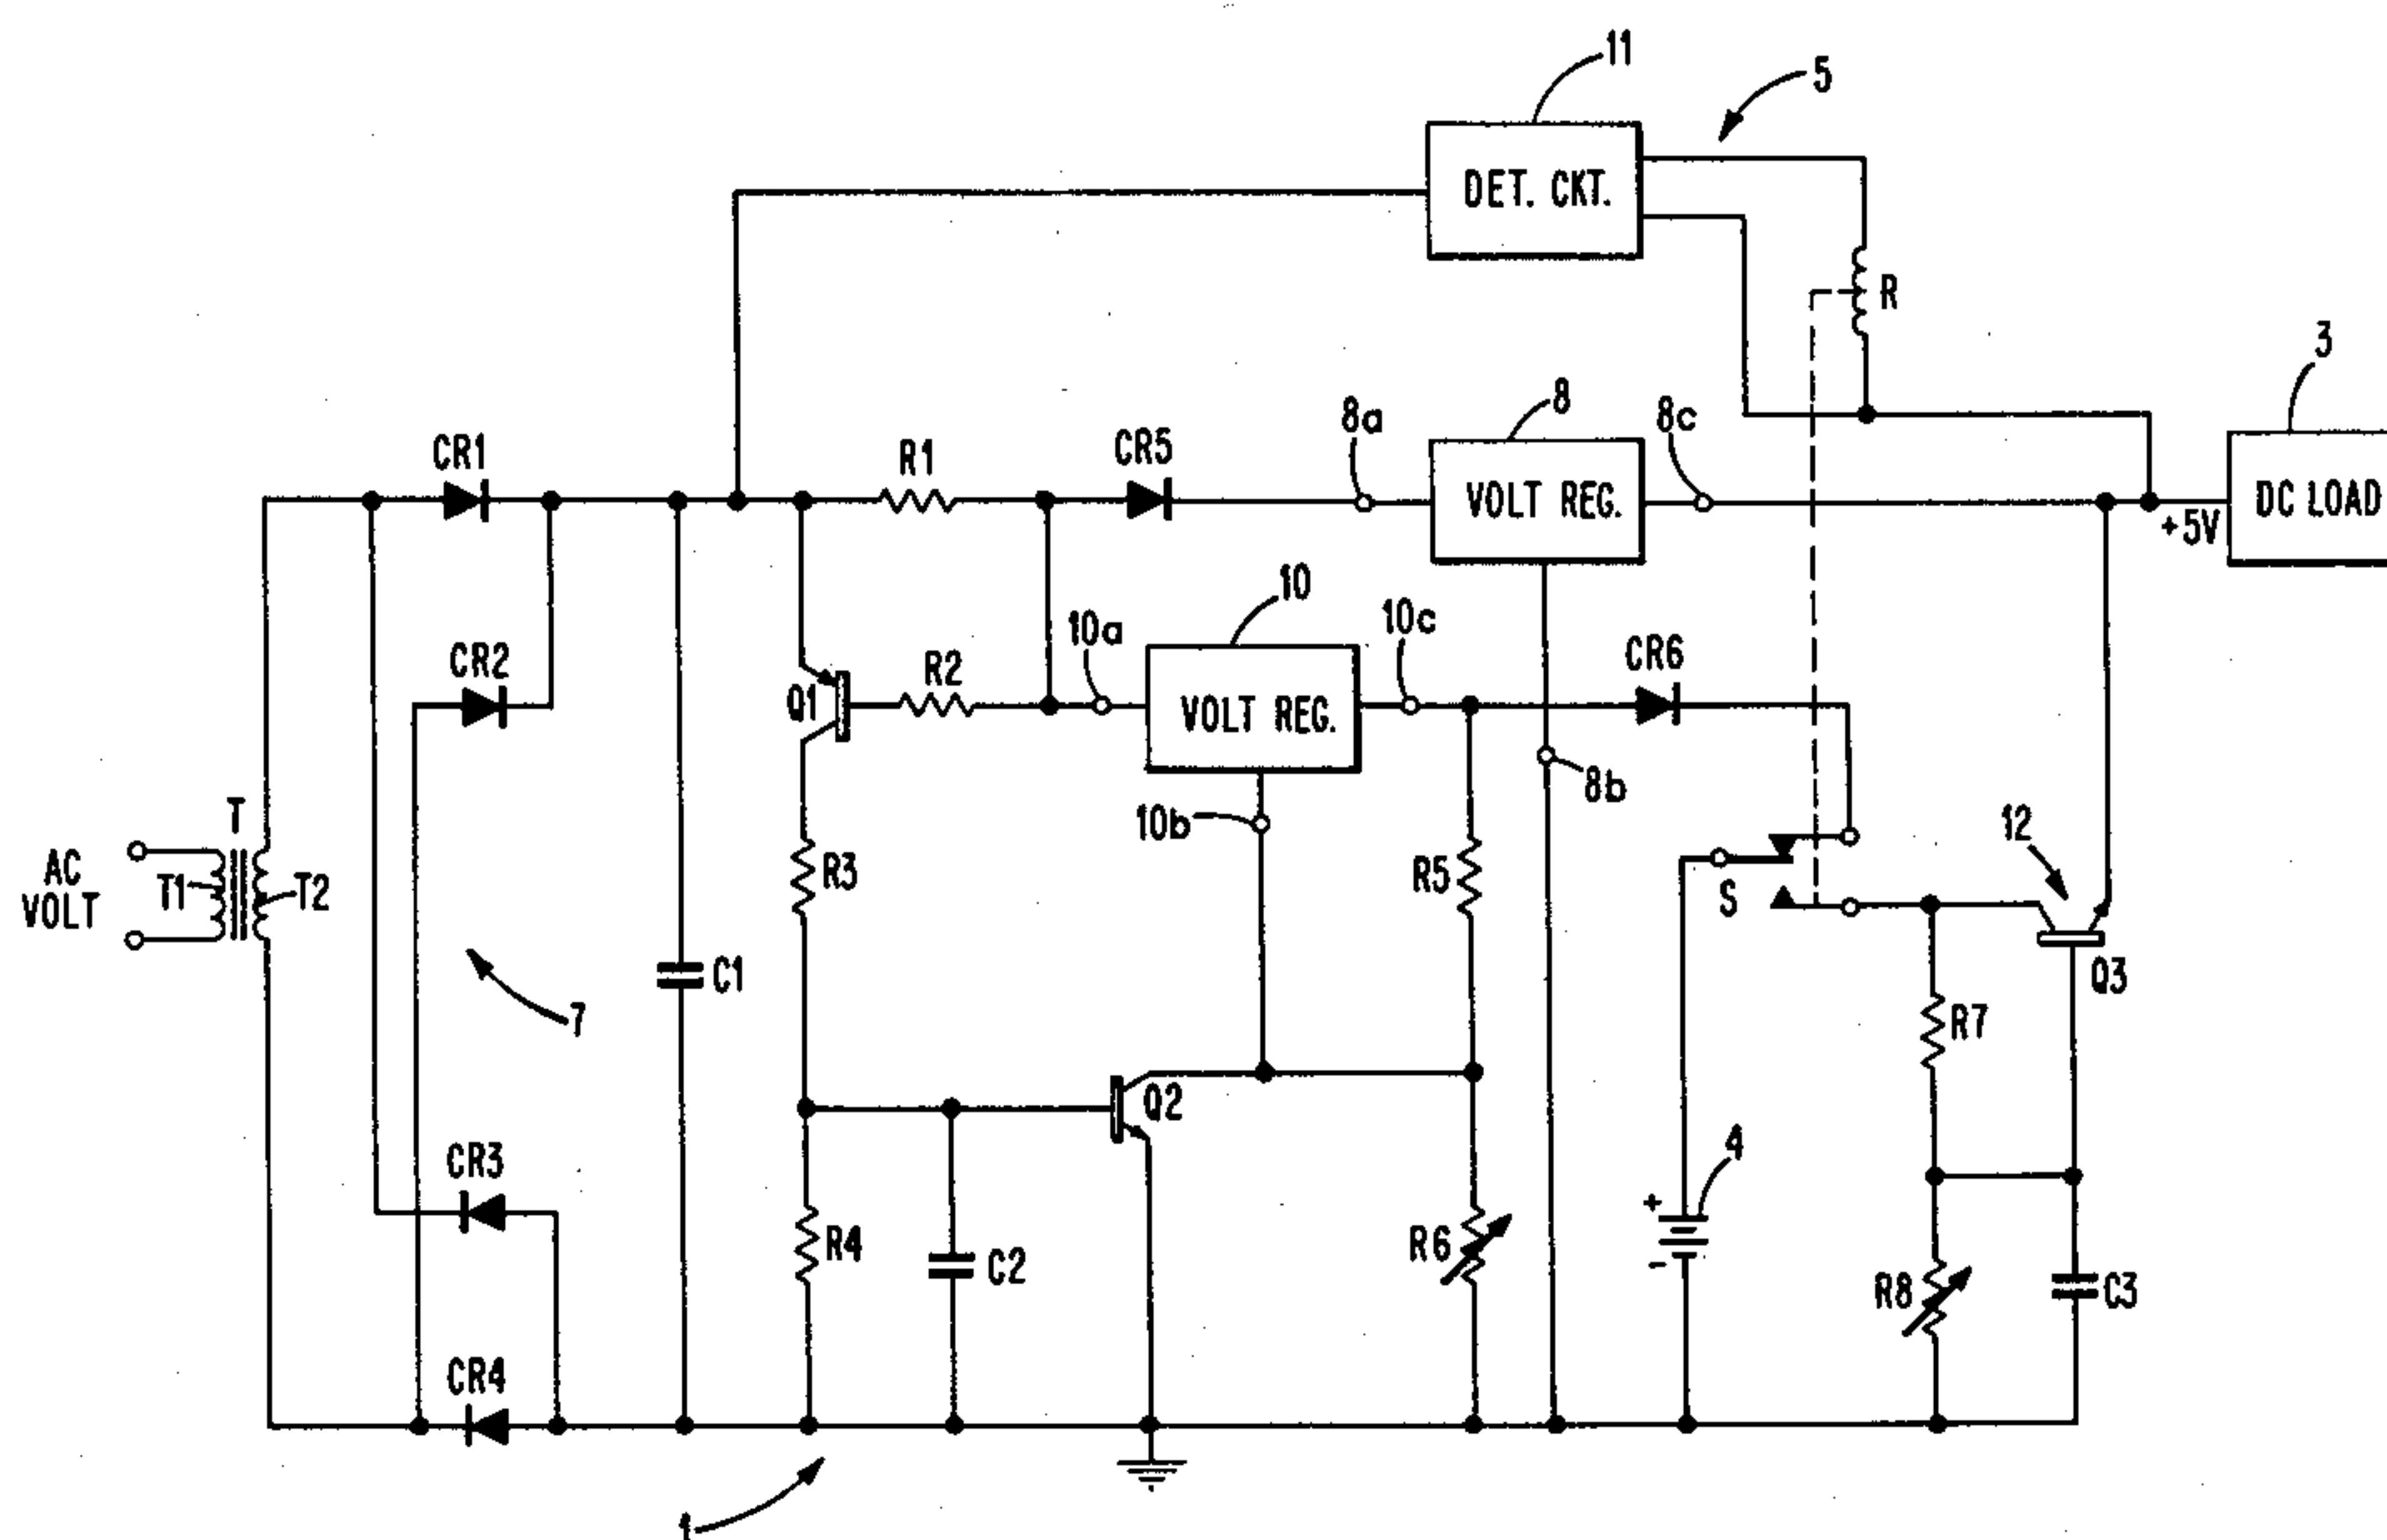 11
5
DET. CKT.
R
3
8
8a
8c
CR1
R1
CR5
VOLT REG.
+5V
DC LOAD
10
10a
10c
CR2
R2
CR6
Q1
VOLT REG.
8b
10b
12
T
AC
VOLT
T1
T2
R3
R5
S
C1
Q3
7
R7
Q2
4
CR3
+
R4
C2
R6
-
R8
C3
CR4
1